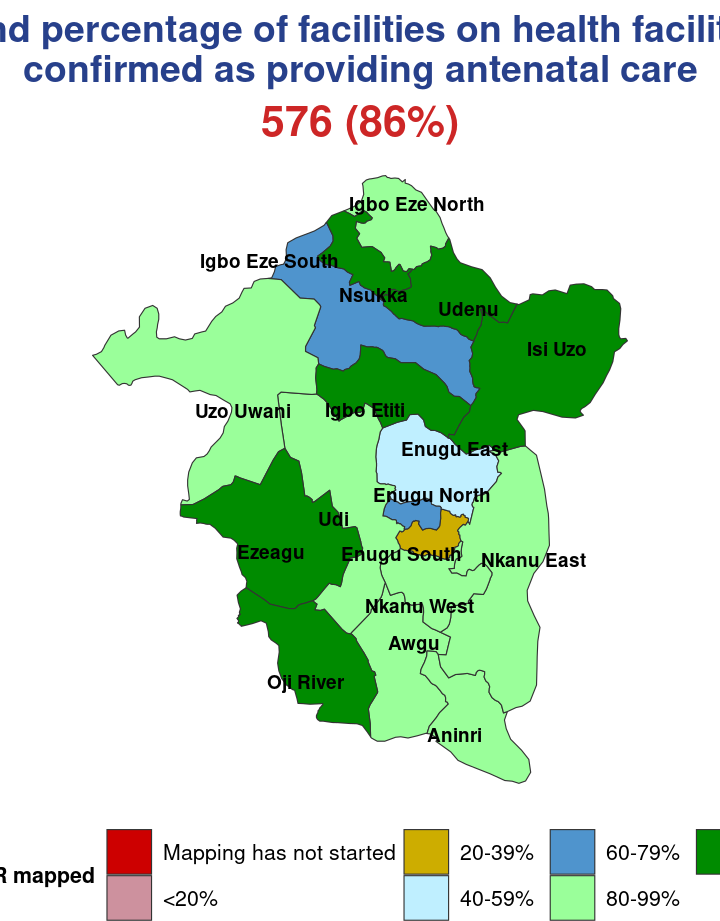 percentage of facilities on health
confirmed as providing antenatal care
576 (86%)
Igbo Eze North
Igbo Eze South
Nsukka
Udenu
Isi Uzo
Uzo Uwani
Igbo Etiti
Enugu East
Enugu North
Udi
Ezeagu
Enugu South
Nkanu East
Nkanu West
Awgu
Oji River
Aninri
mapped
Mapping has not started
20-39%
60-79%
<20%
40-59%
80-99%